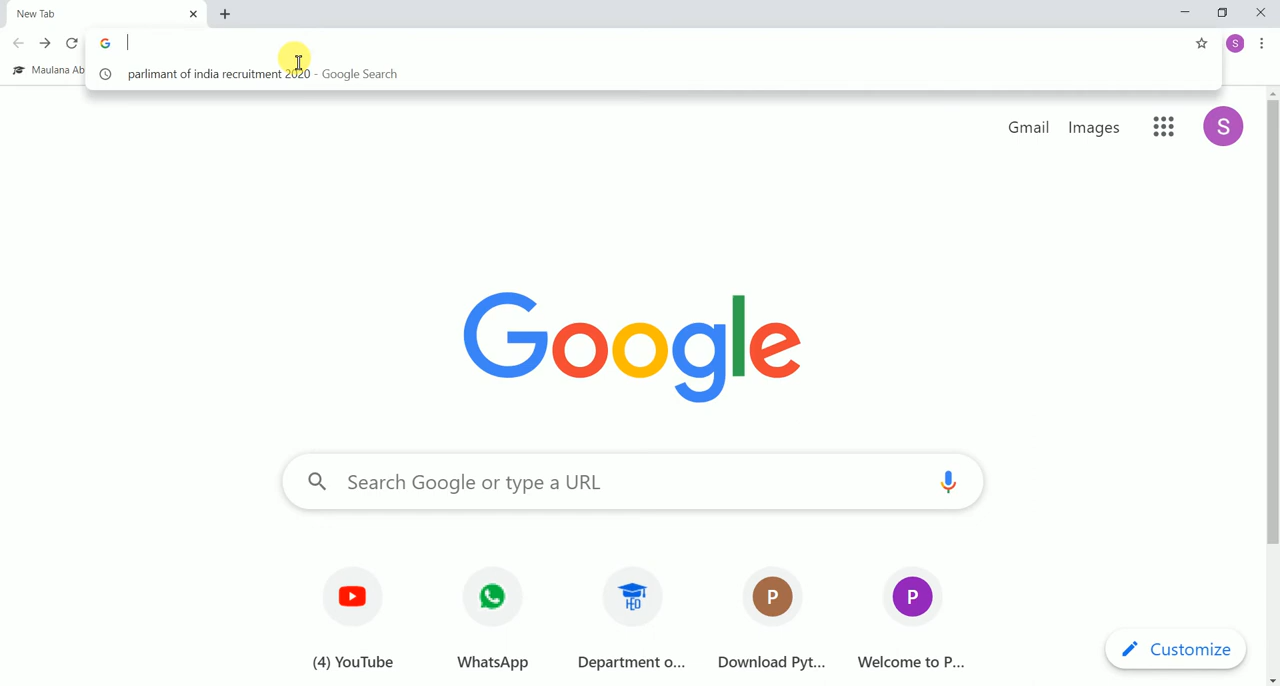 New Tab
parlimant of india recruitment 2020 - Google Search
S
Maulana Ab
Gmail
Images
S
Google
Search Google or type a URL
HEO
P
P
(4) YouTube
WhatsApp
Department o...
Download Pyt...
Welcome to P...
Customize